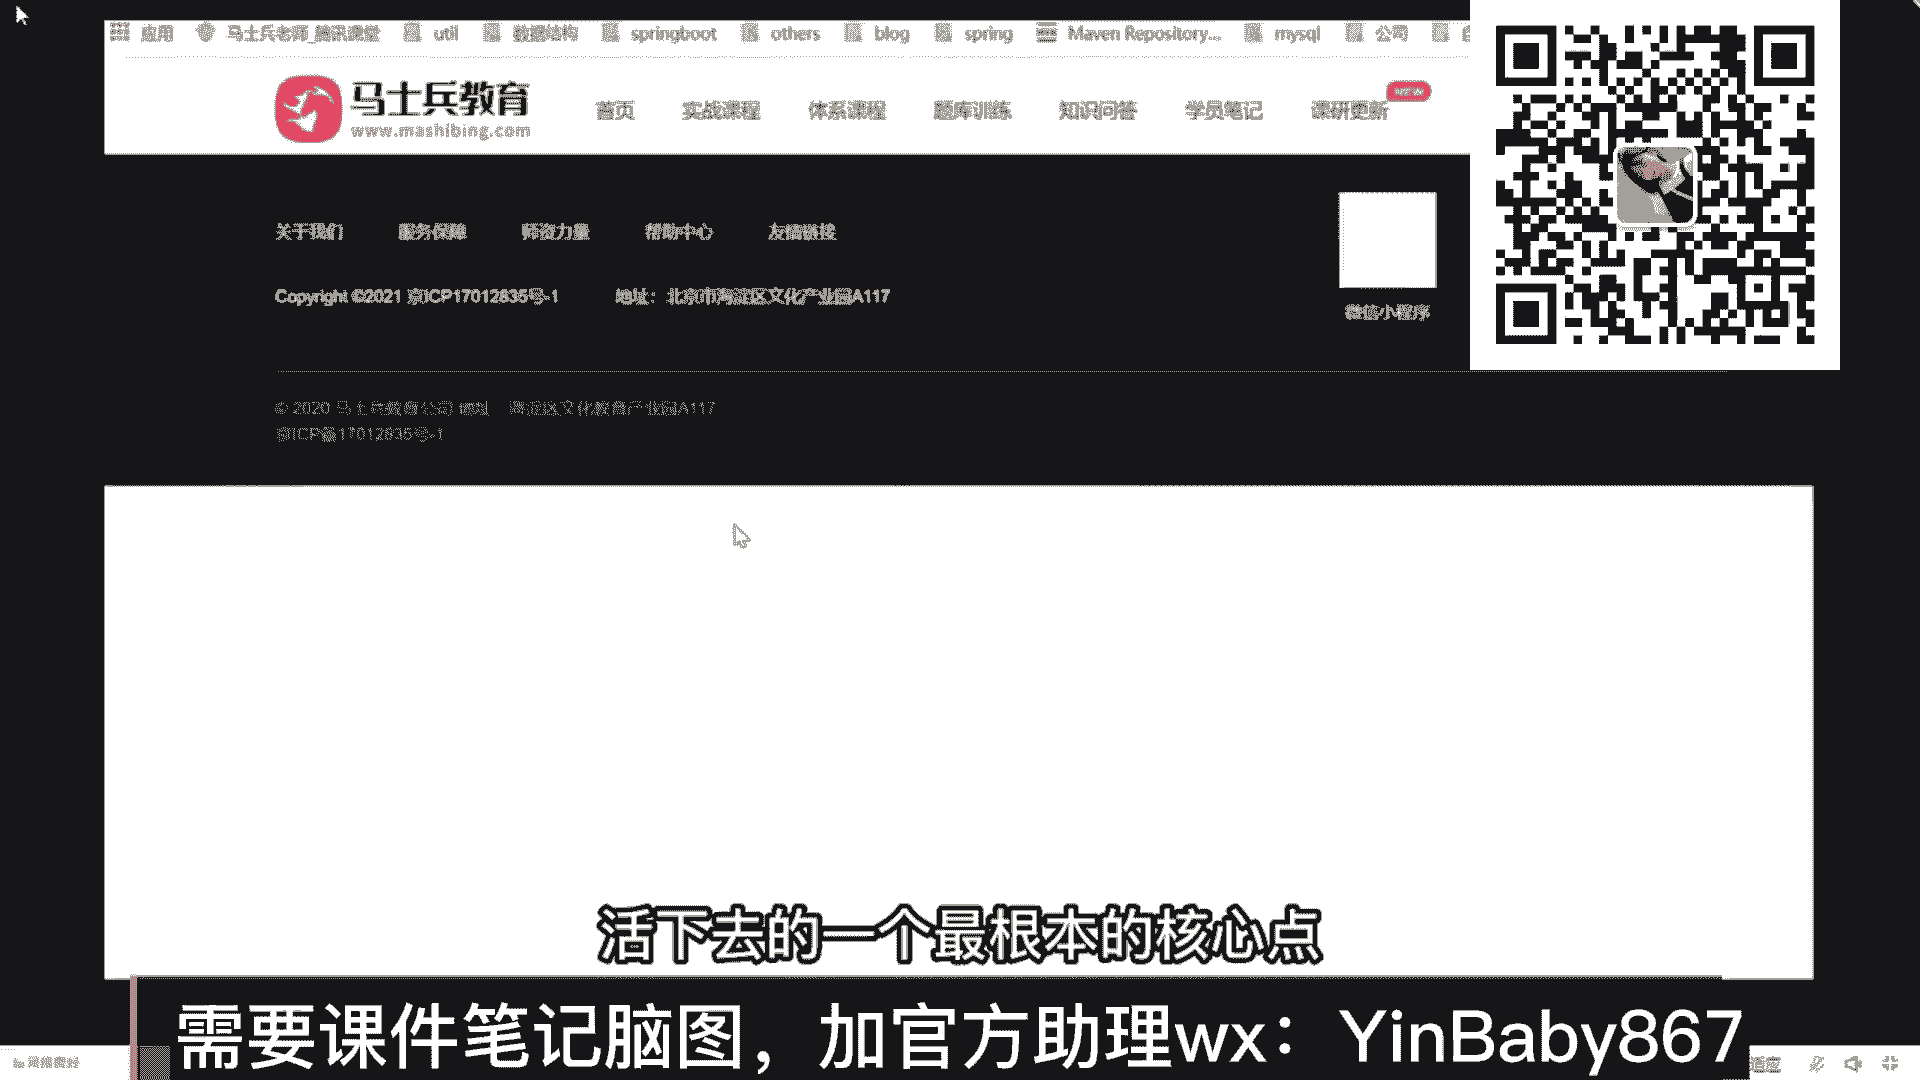 应用 马士兵老师_腾讯课堂 util 数据结构 springboot others blog spring Maven Repository... mysql 公司
马士兵教育
www.mashibing.com
首页 实战课程 体系课程 题库训练 知识问答 学员笔记 课研更新
关于我们 服务保障 师资力量 帮助中心 友情链接
Copyright ©2021 京ICP17012835号-1 地址：北京市海淀区文化产业园A117
微信小程序
© 2020 马士兵教育公司 地址 海淀区文化教育产业园A117
京ICP备17012835号-1
活下去的一个最根本的核心点
需要课件笔记脑图，加官方助理wx：YinBaby867
网络良好
适应